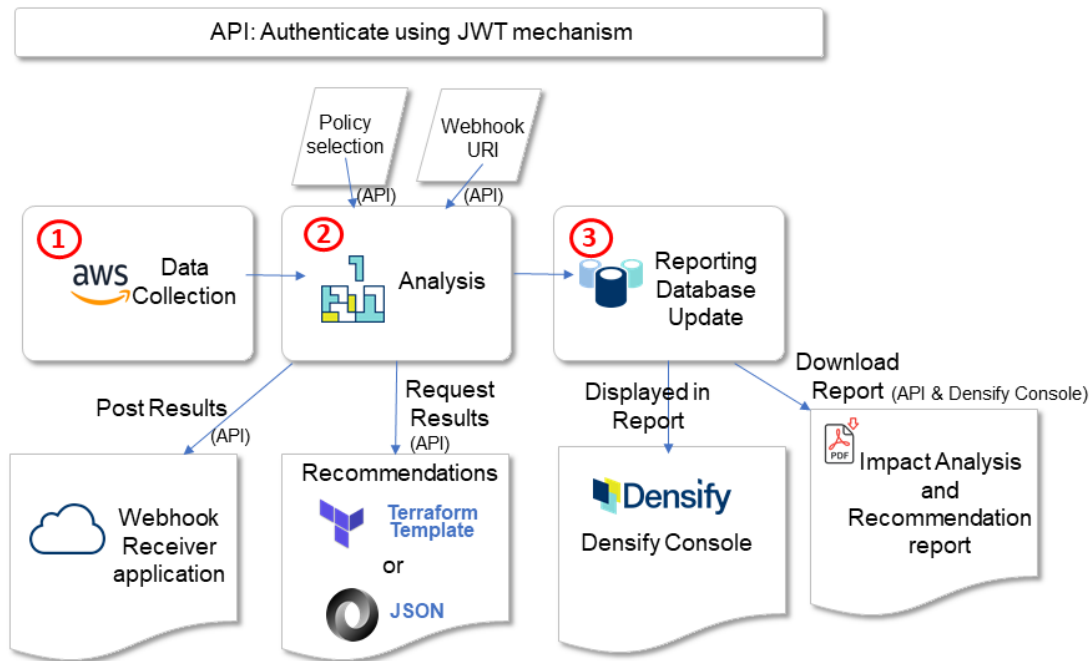 API: Authenticate using JWT mechanism
Policy
selection
(API)
Webhook
URI
(API)
1
aws
Data
Collection
2
Analysis
3
Reporting
Database
Update
Post Results
(API)
Request
Results
(API)
Displayed in
Report
Download
Report (API & Densify Console)
Webhook
Receiver
application
Recommendations
Terraform
Template
or
JSON
Densify
Densify Console
PDF
Impact Analysis
and
Recommendation
report